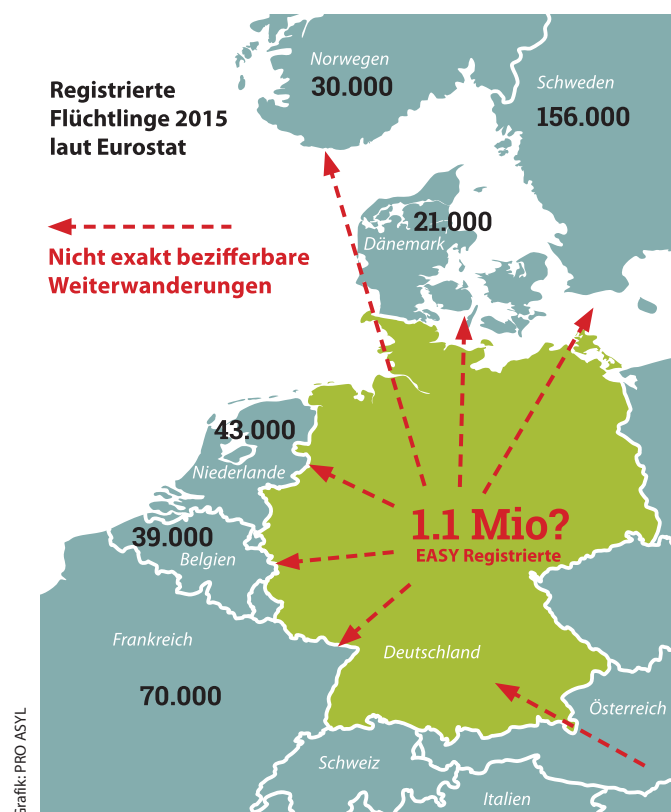 Registrierte
Flüchtlinge 2015
laut Eurostat
Nicht exakt bezifferbare
Weiterwanderungen
Norwegen
30.000
Schweden
156.000
21.000
Dänemark
43.000
Niederlande
39.000
Belgien
1.1 Mio?
EASY Registrierte
Frankreich
70.000
Deutschland
Österreich
Schweiz
Italien
Grafik: PRO ASYL